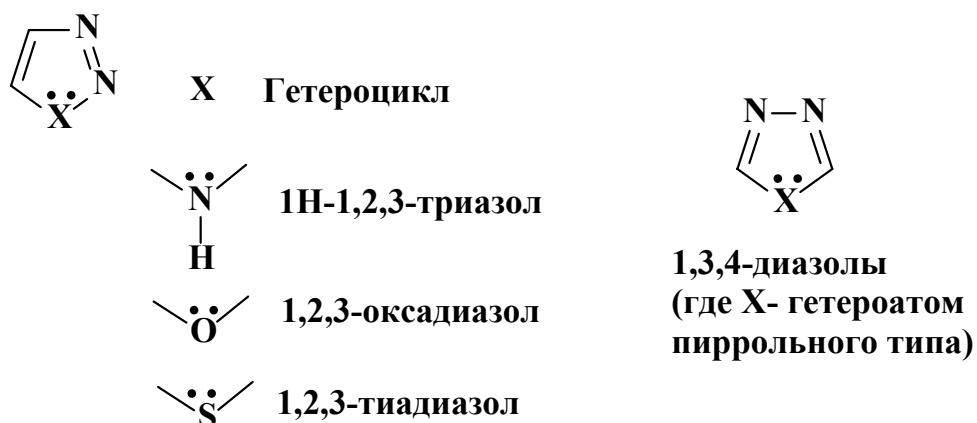 N
N
X
X Гетероцикл
N
H
1H-1,2,3-триазол
O
1,2,3-оксадиазол
S
1,2,3-тиадиазол
N N
X
1,3,4-диазолы
(где X- гетероатом
пиррольного типа)